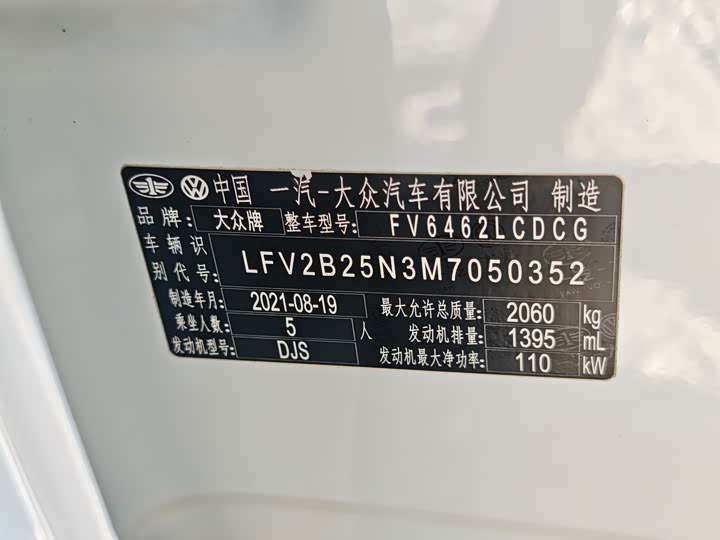 中国 一汽-大众汽车有限公司 制造
品牌: 大众牌 整车型号: FV6462LCDCG
车辆识别代号: LFV2B25N3M7050352
制造年月: 2021-08-19 最大允许总质量: 2060 kg
乘坐人数: 5 人 发动机排量: 1395 mL
发动机型号: DJS 发动机最大净功率: 110 kW